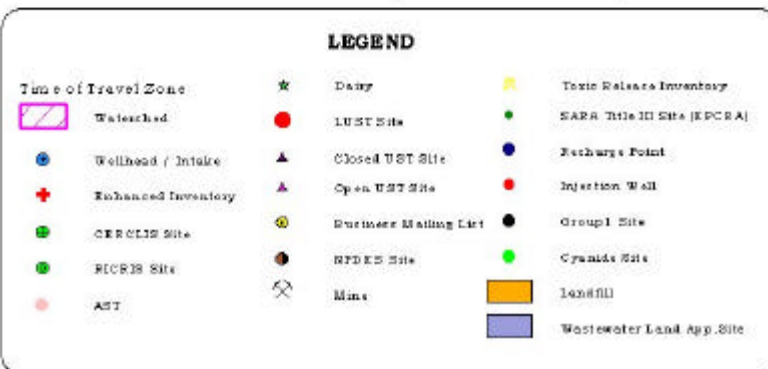 LEGEND
Time of Travel Zone
Watershed
Wellhead / Intake
Enhanced Inventory
CERCLIS Site
RICRIS Site
AST
Dairy
LUST Site
Closed UST Site
Open UST Site
Business Mailing List
NPDES Site
Mine
Toxic Release Inventory
SARA Title III Site (EPCRA)
Recharge Point
Injection Well
Group1 Site
Cyanide Site
Landfill
Wastewater Land App. Site